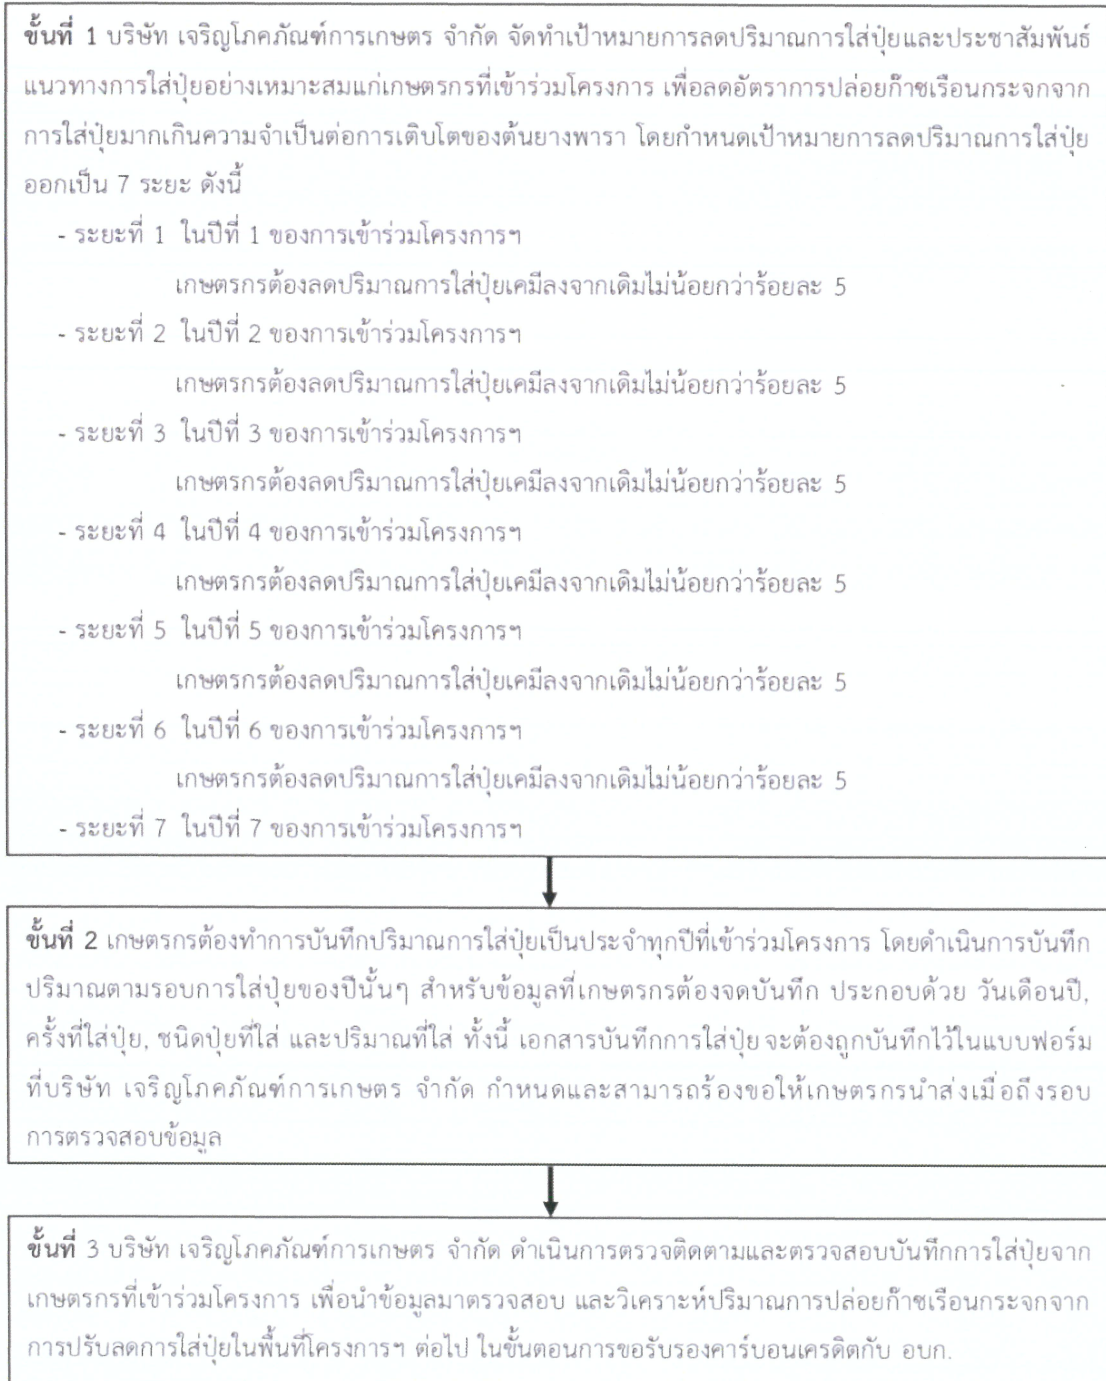 ขั้นที่ 1 บริษัท เจริญโภคภัณฑ์การเกษตร จำกัด จัดทำเป้าหมายการลดปริมาณการใส่ปุ๋ยและประชาสัมพันธ์
แนวทางการใส่ปุ๋ยอย่างเหมาะสมแก่เกษตรกรที่เข้าร่วมโครงการ เพื่อลดอัตราการปล่อยก๊าซเรือนกระจกจาก
การใส่ปุ๋ยมากเกินความจำเป็นต่อการเติบโตของต้นยางพารา โดยกำหนดเป้าหมายการลดปริมาณการใส่ปุ๋ย
ออกเป็น 7 ระยะ ดังนี้
- ระยะที่ 1 ในปีที่ 1 ของการเข้าร่วมโครงการฯ
เกษตรกรต้องลดปริมาณการใส่ปุ๋ยเคมีลงจากเดิมไม่น้อยกว่าร้อยละ 5
- ระยะที่ 2 ในปีที่ 2 ของการเข้าร่วมโครงการฯ
เกษตรกรต้องลดปริมาณการใส่ปุ๋ยเคมีลงจากเดิมไม่น้อยกว่าร้อยละ 5
- ระยะที่ 3 ในปีที่ 3 ของการเข้าร่วมโครงการฯ
เกษตรกรต้องลดปริมาณการใส่ปุ๋ยเคมีลงจากเดิมไม่น้อยกว่าร้อยละ 5
- ระยะที่ 4 ในปีที่ 4 ของการเข้าร่วมโครงการฯ
เกษตรกรต้องลดปริมาณการใส่ปุ๋ยเคมีลงจากเดิมไม่น้อยกว่าร้อยละ 5
- ระยะที่ 5 ในปีที่ 5 ของการเข้าร่วมโครงการฯ
เกษตรกรต้องลดปริมาณการใส่ปุ๋ยเคมีลงจากเดิมไม่น้อยกว่าร้อยละ 5
- ระยะที่ 6 ในปีที่ 6 ของการเข้าร่วมโครงการฯ
เกษตรกรต้องลดปริมาณการใส่ปุ๋ยเคมีลงจากเดิมไม่น้อยกว่าร้อยละ 5
- ระยะที่ 7 ในปีที่ 7 ของการเข้าร่วมโครงการฯ
ขั้นที่ 2 เกษตรกรต้องทำการบันทึกปริมาณการใส่ปุ๋ยเป็นประจำทุกปีที่เข้าร่วมโครงการ โดยดำเนินการบันทึก
ปริมาณตามรอบการใส่ปุ๋ยของปีนั้นๆ สำหรับข้อมูลที่เกษตรกรต้องจดบันทึก ประกอบด้วย วันเดือนปี,
ครั้งที่ใส่ปุ๋ย, ชนิดปุ๋ยที่ใส่ และปริมาณที่ใส่ ทั้งนี้ เอกสารบันทึกการใส่ปุ๋ย จะต้องถูกบันทึกไว้ในแบบฟอร์ม
ที่บริษัท เจริญโภคภัณฑ์การเกษตร จำกัด กำหนดและสามารถร้องขอให้เกษตรกรนำส่งเมื่อถึงรอบ
การตรวจสอบข้อมูล
ขั้นที่ 3 บริษัท เจริญโภคภัณฑ์การเกษตร จำกัด ดำเนินการตรวจติดตามและตรวจสอบบันทึกการใส่ปุ๋ยจาก
เกษตรกรที่เข้าร่วมโครงการ เพื่อนำข้อมูลมาตรวจสอบ และวิเคราะห์ปริมาณการปล่อยก๊าซเรือนกระจกจาก
การปรับลดการใส่ปุ๋ยในพื้นที่โครงการฯ ต่อไป ในขั้นตอนการขอรับรองคาร์บอนเครดิตกับ อบก.